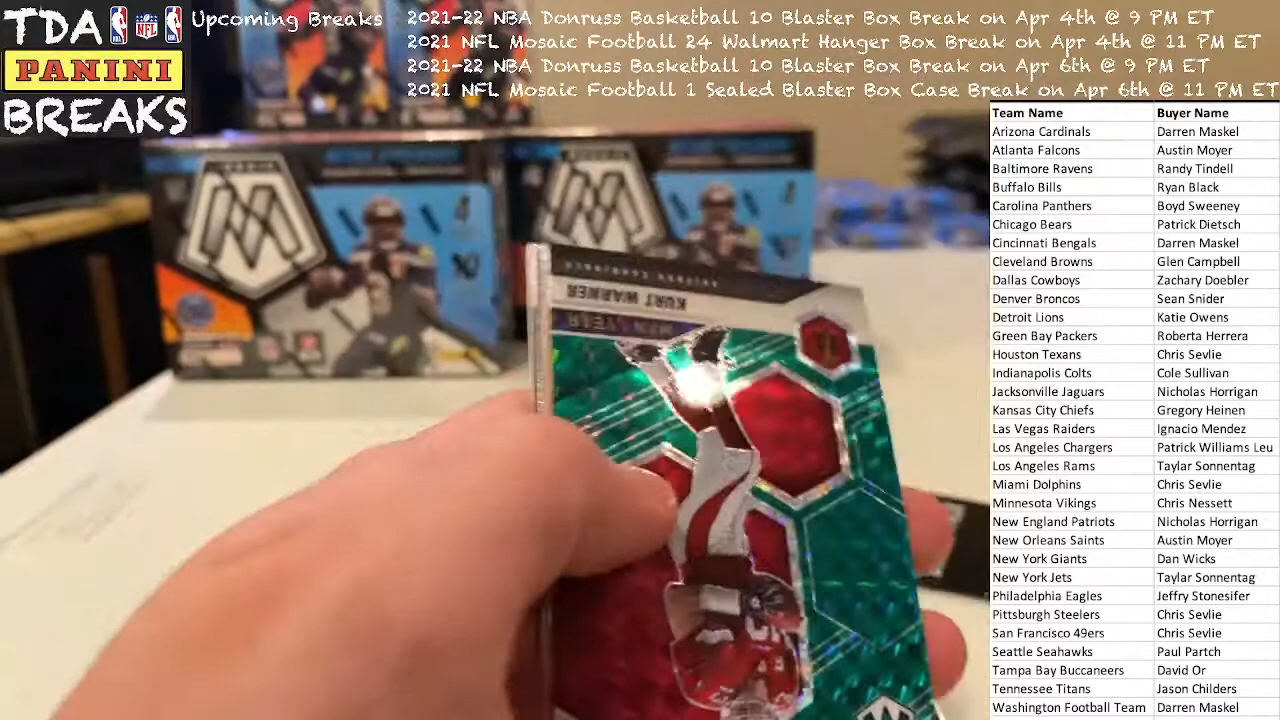 TDA
PANINI
BREAKS
Upcoming Breaks
2021-22 NBA Donruss Basketball 10 Blaster Box Break on Apr 4th @ 9 PM ET
2021 NFL Mosaic Football 24 Walmart Hanger Box Break on Apr 4th @ 11 PM ET
2021-22 NBA Donruss Basketball 10 Blaster Box Break on Apr 6th @ 9 PM ET
2021 NFL Mosaic Football 1 Sealed Blaster Box Case Break on Apr 6th @ 11 PM ET
Team Name Buyer Name
Arizona Cardinals Darren Maskel
Atlanta Falcons Austin Moyer
Baltimore Ravens Randy Tindell
Buffalo Bills Ryan Black
Carolina Panthers Boyd Sweeney
Chicago Bears Patrick Dietsch
Cincinnati Bengals Darren Maskel
Cleveland Browns Glen Campbell
Dallas Cowboys Zachary Doebler
Denver Broncos Sean Snider
Detroit Lions Katie Owens
Green Bay Packers Roberta Herrera
Houston Texans Chris Sevlie
Indianapolis Colts Cole Sullivan
Jacksonville Jaguars Nicholas Horrigan
Kansas City Chiefs Gregory Heinen
Las Vegas Raiders Ignacio Mendez
Los Angeles Chargers Patrick Williams Leu
Los Angeles Rams Taylar Sonnentag
Miami Dolphins Chris Sevlie
Minnesota Vikings Chris Nessett
New England Patriots Nicholas Horrigan
New Orleans Saints Austin Moyer
New York Giants Dan Wicks
New York Jets Taylar Sonnentag
Philadelphia Eagles Jeffry Stonesifer
Pittsburgh Steelers Chris Sevlie
San Francisco 49ers Chris Sevlie
Seattle Seahawks Paul Partch
Tampa Bay Buccaneers David Or
Tennessee Titans Jason Childers
Washington Football Team Darren Maskel
ARIZONA CARDINALS
KURT WARNER